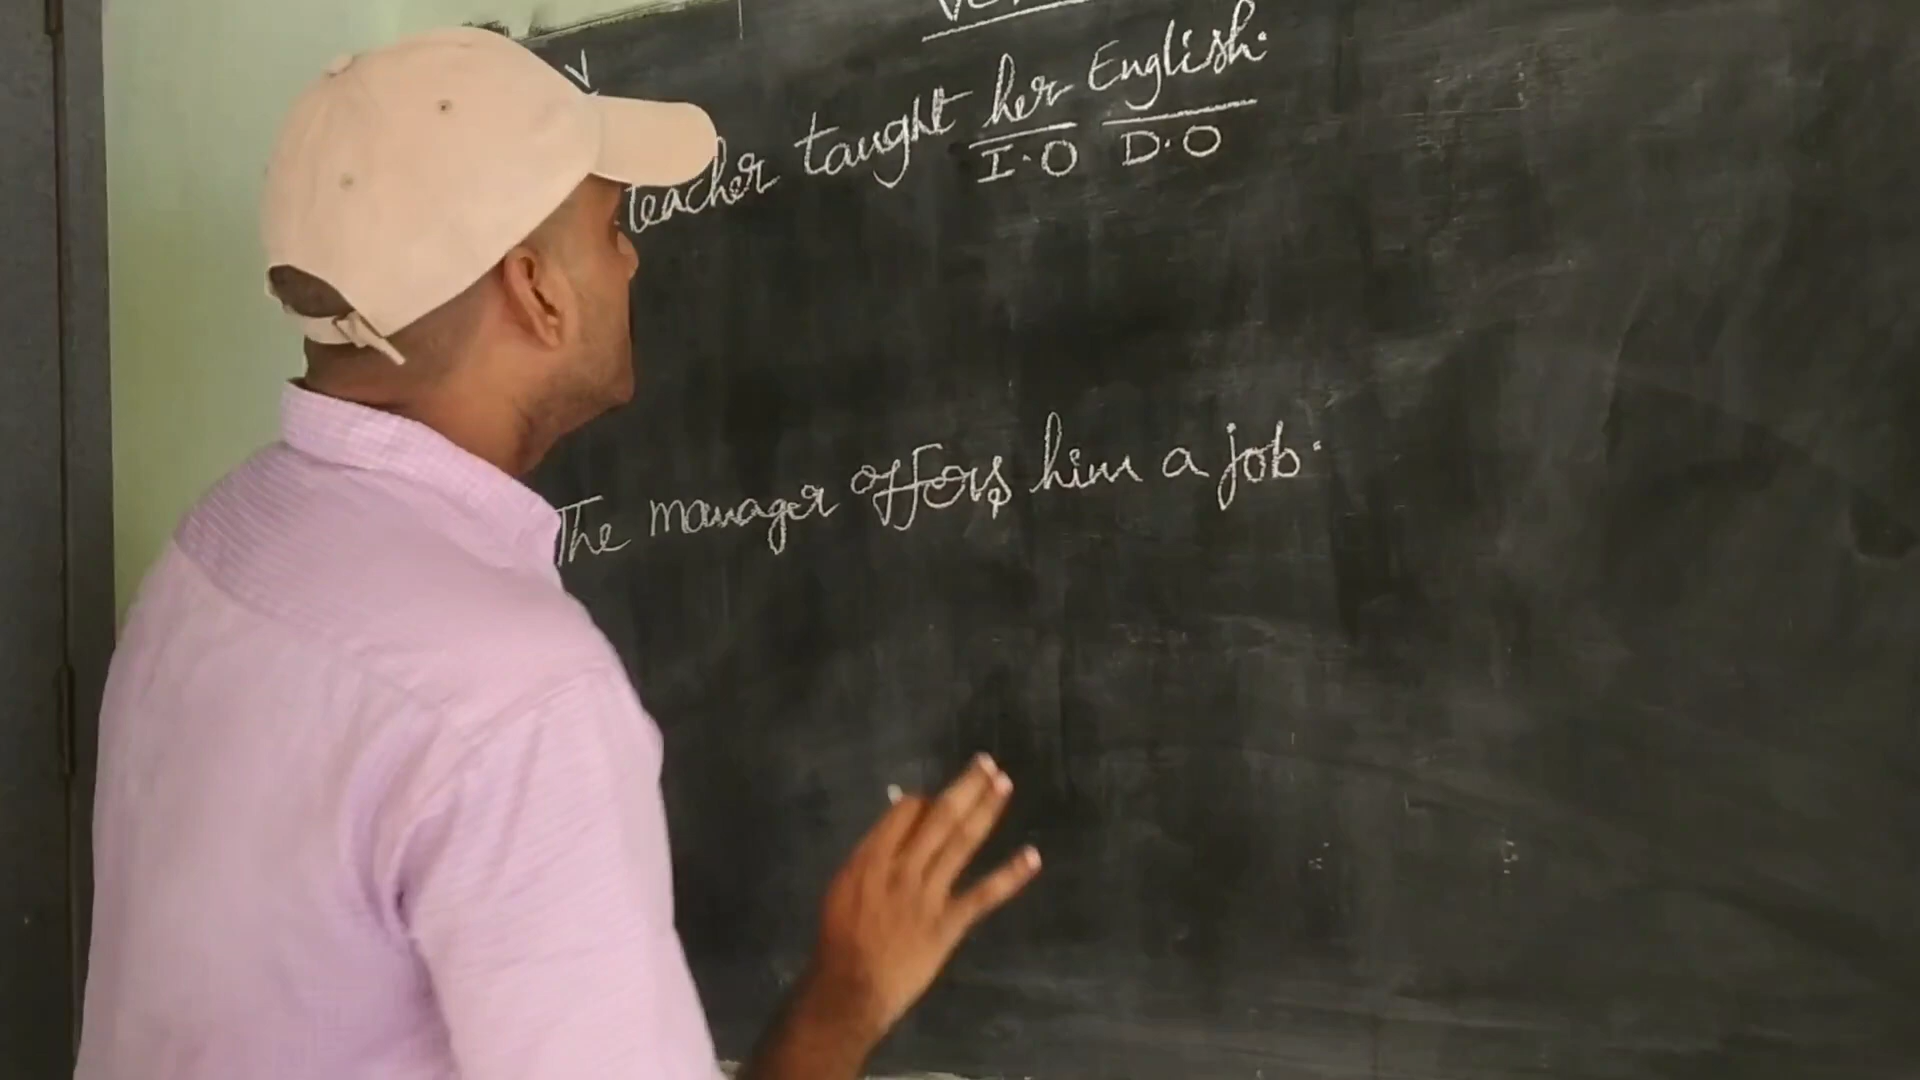 V
teacher taught her English.
I.O D.O
The manager offers him a job.